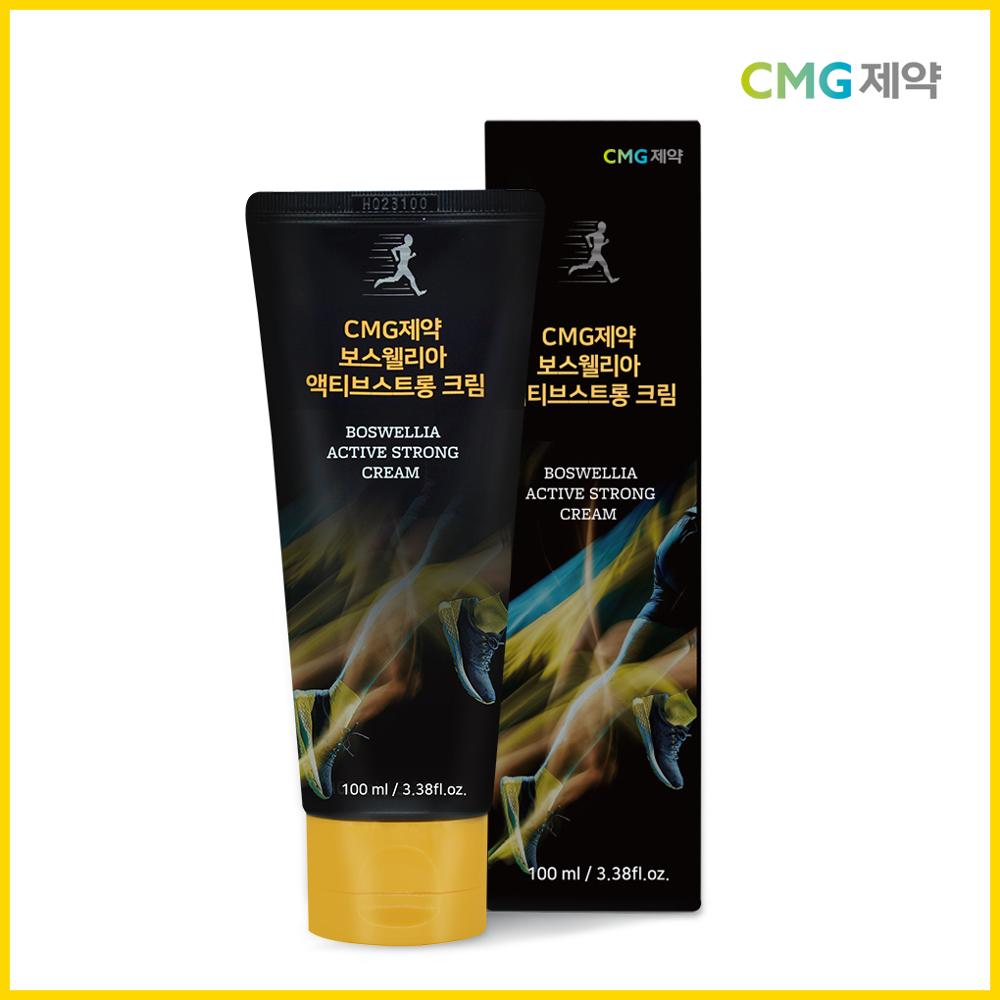 CMG제약
CMG제약
HQ23100
CMG제약
보스웰리아
액티브스트롱 크림
BOSWELLIA
ACTIVE STRONG
CREAM
100 ml / 3.38fl.oz.
CMG제약
보스웰리아
티브스트롱 크림
BOSWELLIA
ACTIVE STRONG
CREAM
100 ml / 3.38fl.oz.